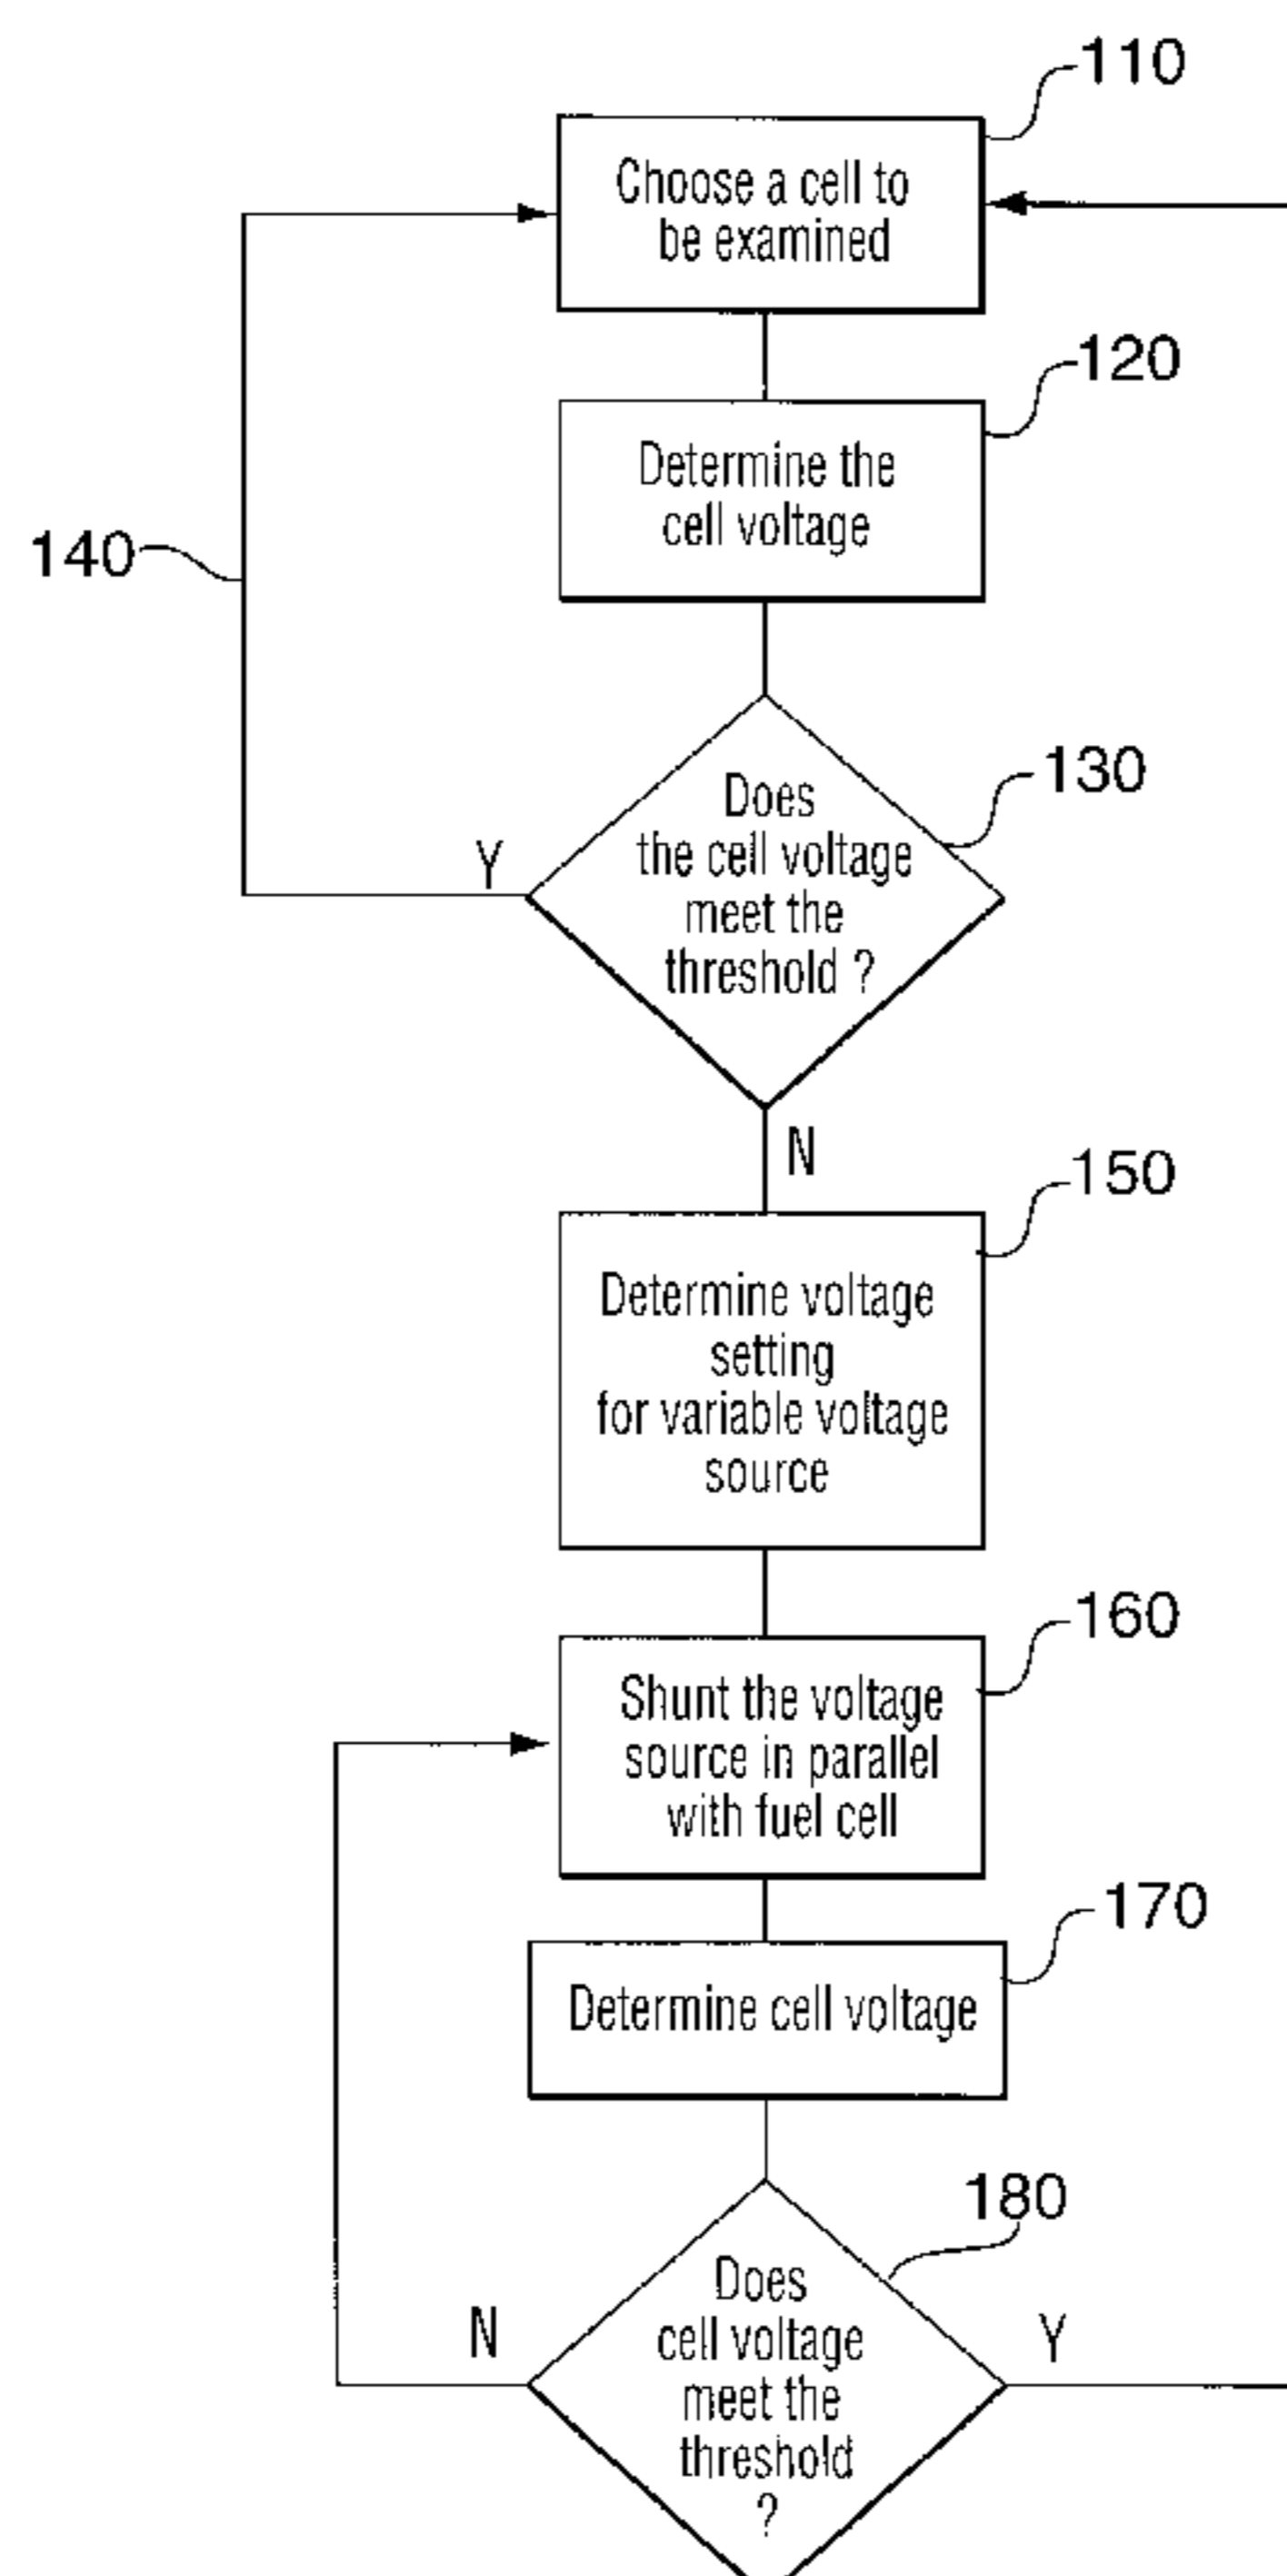 110
Choose a cell to
be examined
120
Determine the
cell voltage
140
130
Does
the cell voltage
meet the
threshold ?
Y
N
150
Determine voltage
setting
for variable voltage
source
160
Shunt the voltage
source in parallel
with fuel cell
170
Determine cell voltage
180
Does
cell voltage
meet the
threshold
?
N
Y